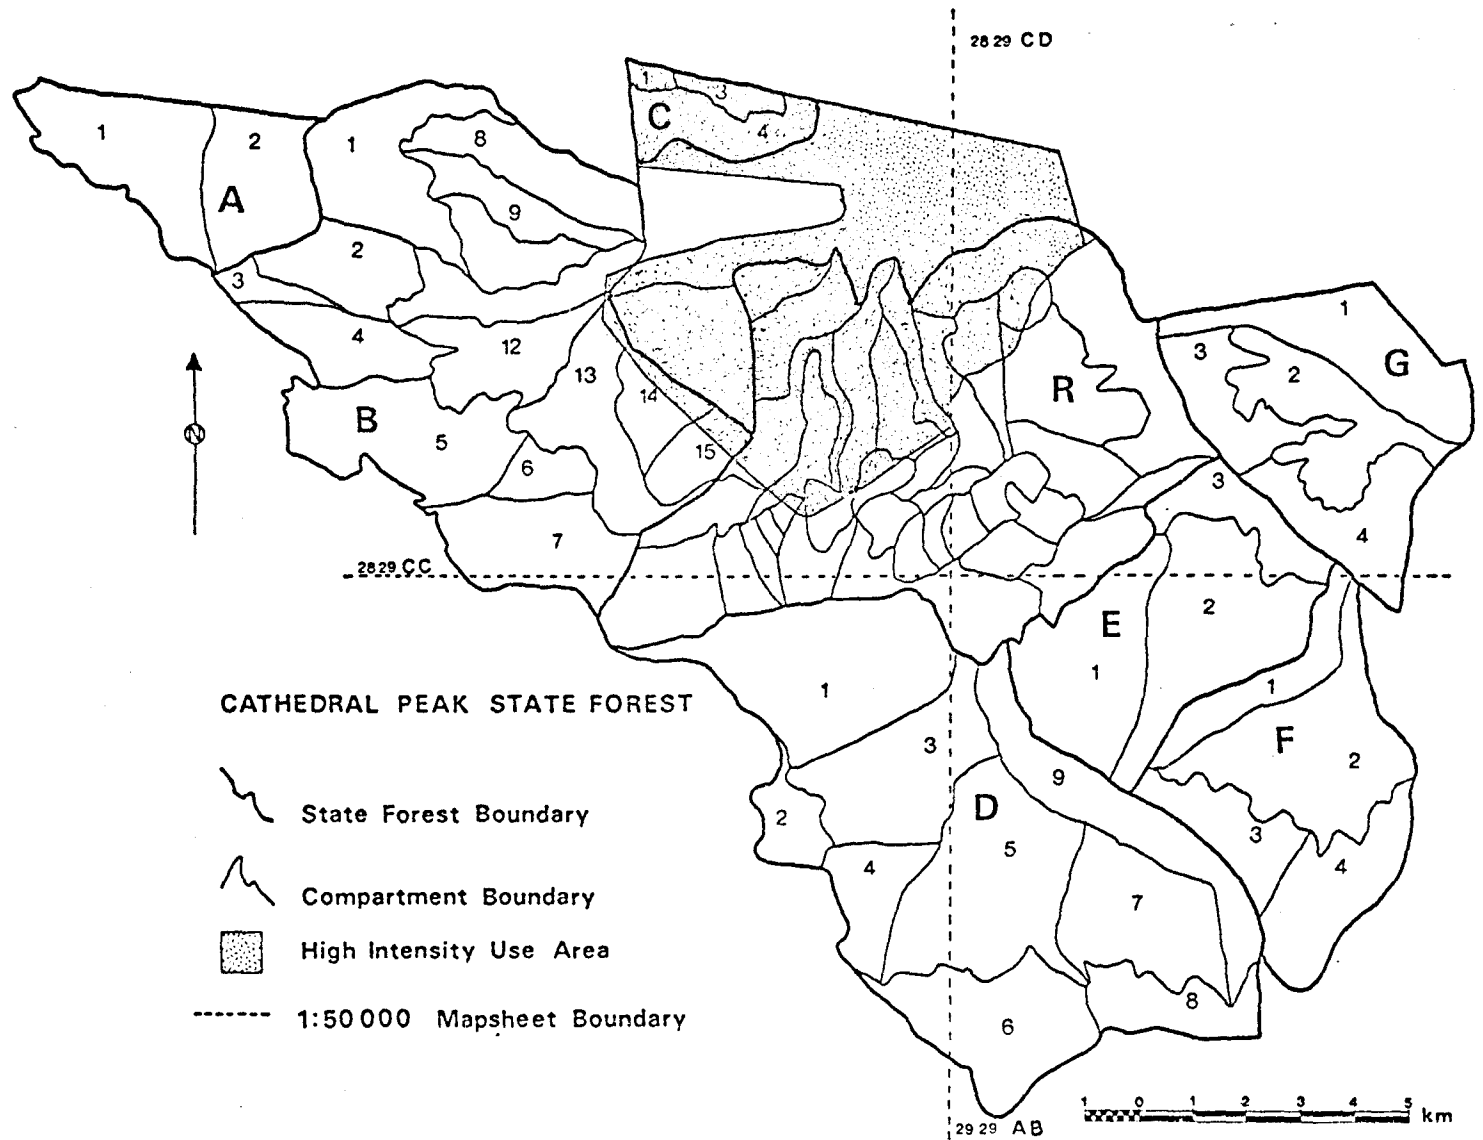 2829 CD
1
3
C
4
1
2
1
8
A
9
2
3
1
G
3
2
4
12
13
R
14
B
5
15
6
3
4
7
2829 CC
2
E
1
1
1
CATHEDRAL PEAK STATE FOREST
3
F
2
9
State Forest Boundary
D
2
3
5
4
4
Compartment Boundary
7
High Intensity Use Area
8
1:50 000 Mapsheet Boundary
6
1 0 1 2 3 4 5 km
2929 AB
N